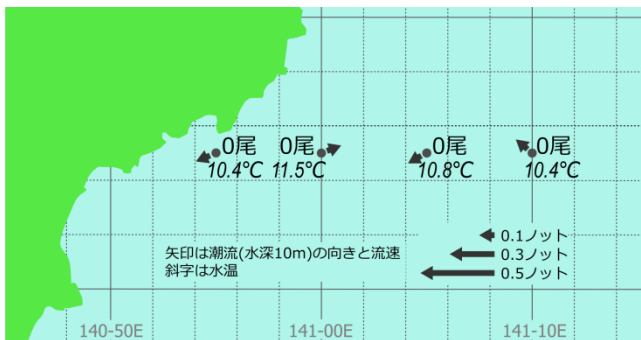 0尾 0尾 0尾 0尾
10.4℃ 11.5℃ 10.8℃ 10.4℃
矢印は潮流(水深10m)の向きと流速
斜字は水温
0.1ノット
0.3ノット
0.5ノット
140-50E 141-00E 141-10E